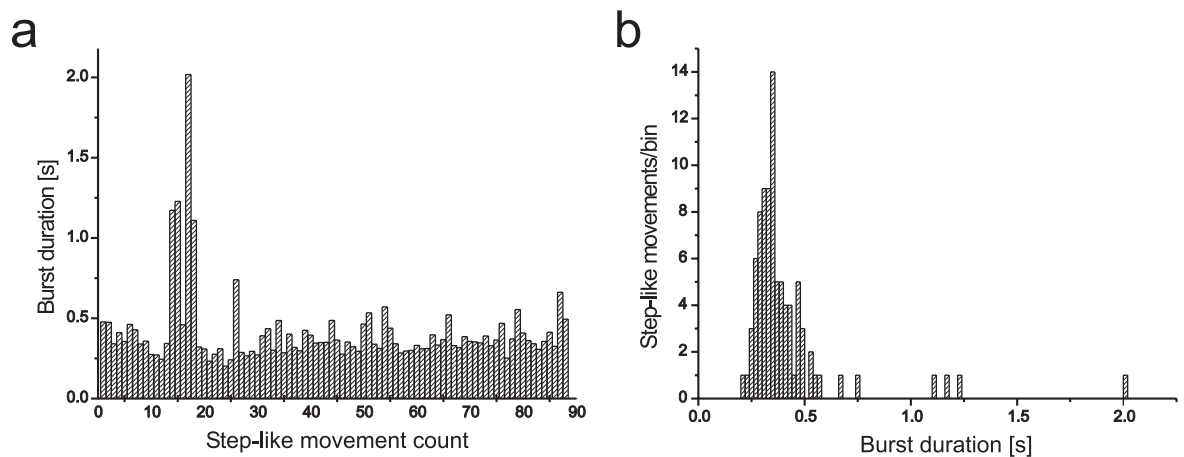 a
Burst duration [s]
2.0
1.5
1.0
0.5
0.0
0 10 20 30 40 50 60 70 80 90
Step-like movement count
b
Step-like movements/bin
14
12
10
8
6
4
2
0
0.0 0.5 1.0 1.5 2.0
Burst duration [s]